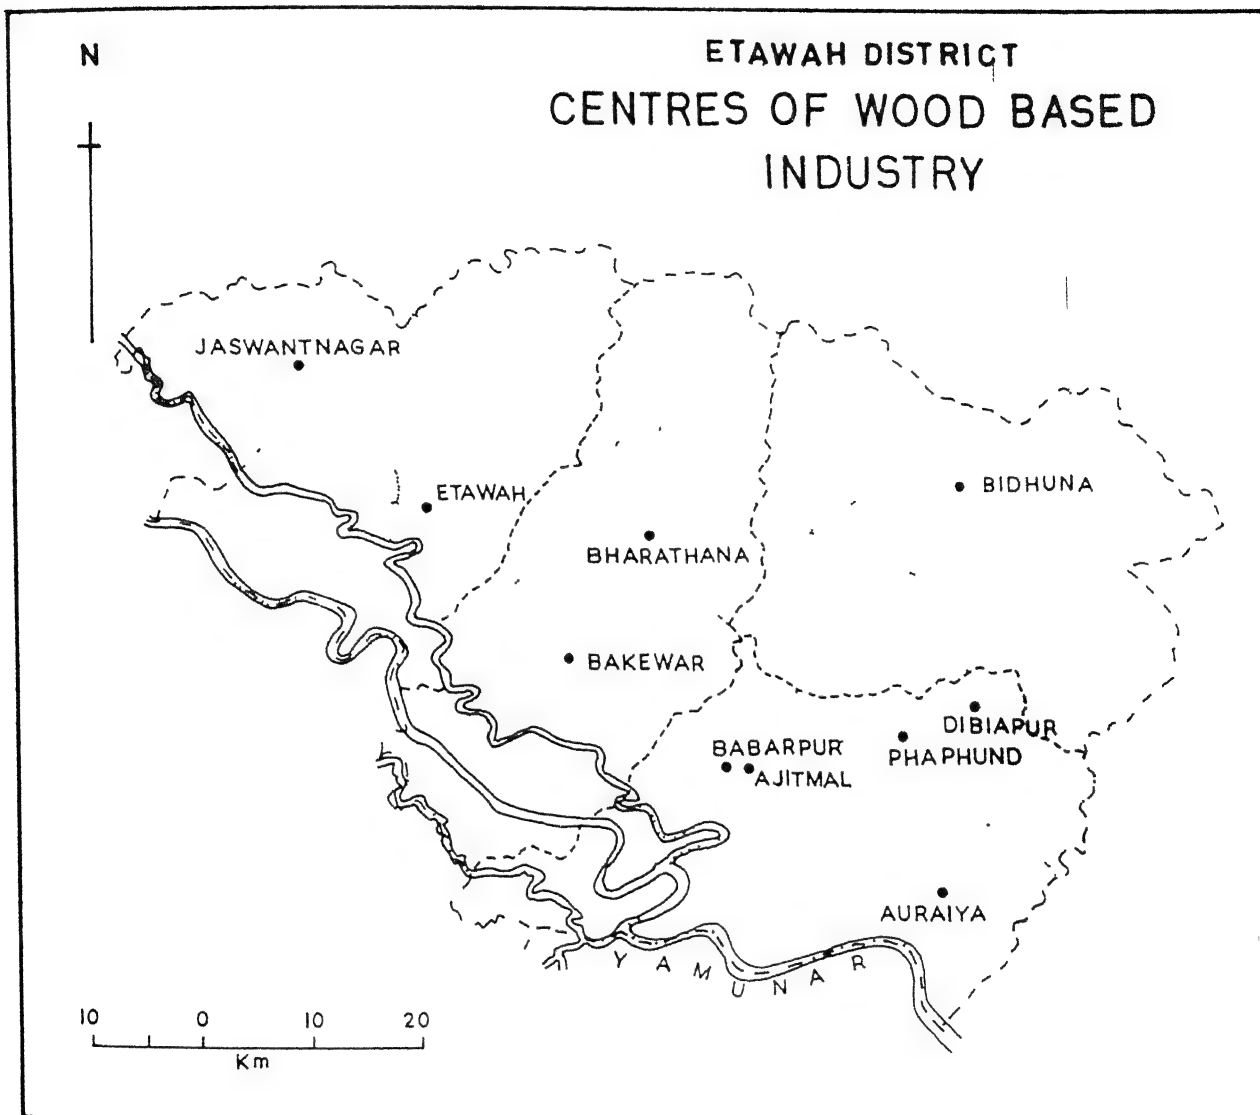 N
ETAWAH DISTRICT
CENTRES OF WOOD BASED
INDUSTRY
JASWANTNAGAR
ETAWAH
BIDHUNA
BHARATHANA
BAKEWAR
DIBIAPUR
BABARPUR
PHAPHUND
AJITMAL
AURAIYA
YAMUNA R
10 0 10 20
Km